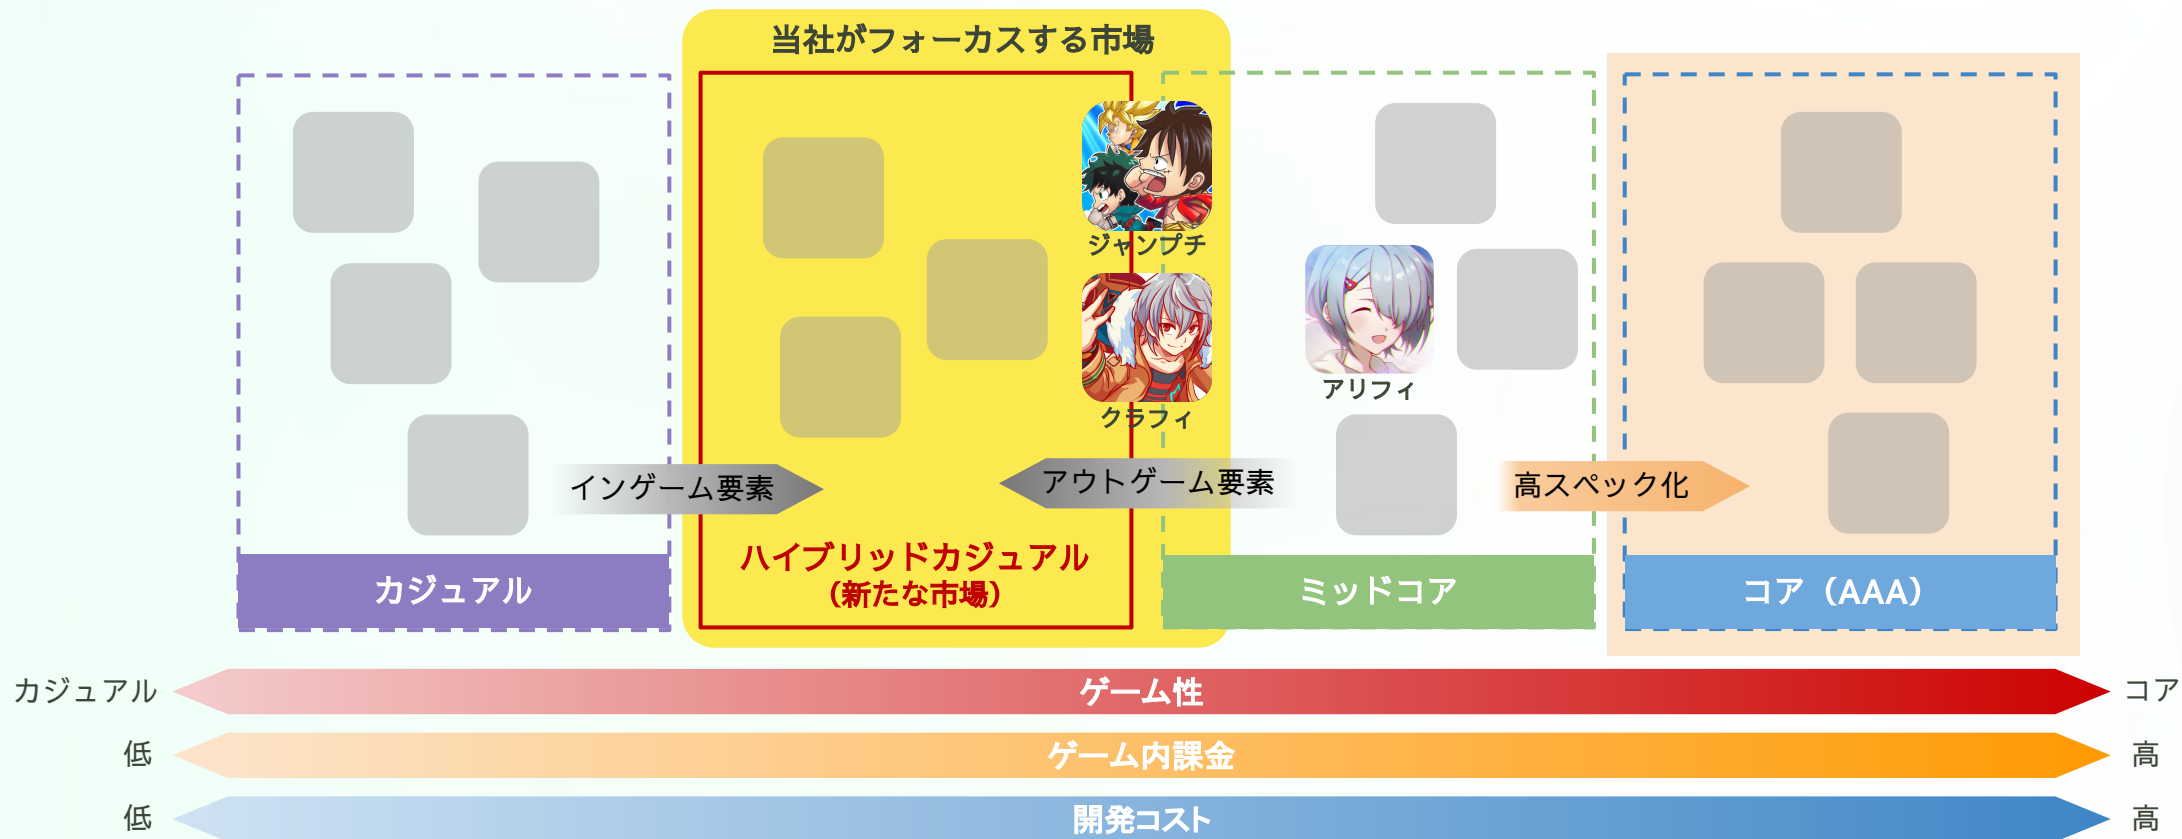 当社がフォーカスする市場
ジャンプチ
クラフィ
アリフィ
インゲーム要素
アウトゲーム要素
高スペック化
カジュアル
ハイブリッドカジュアル
（新たな市場）
ミッドコア
コア（AAA）
カジュアル
ゲーム性
コア
低
ゲーム内課金
高
低
開発コスト
高